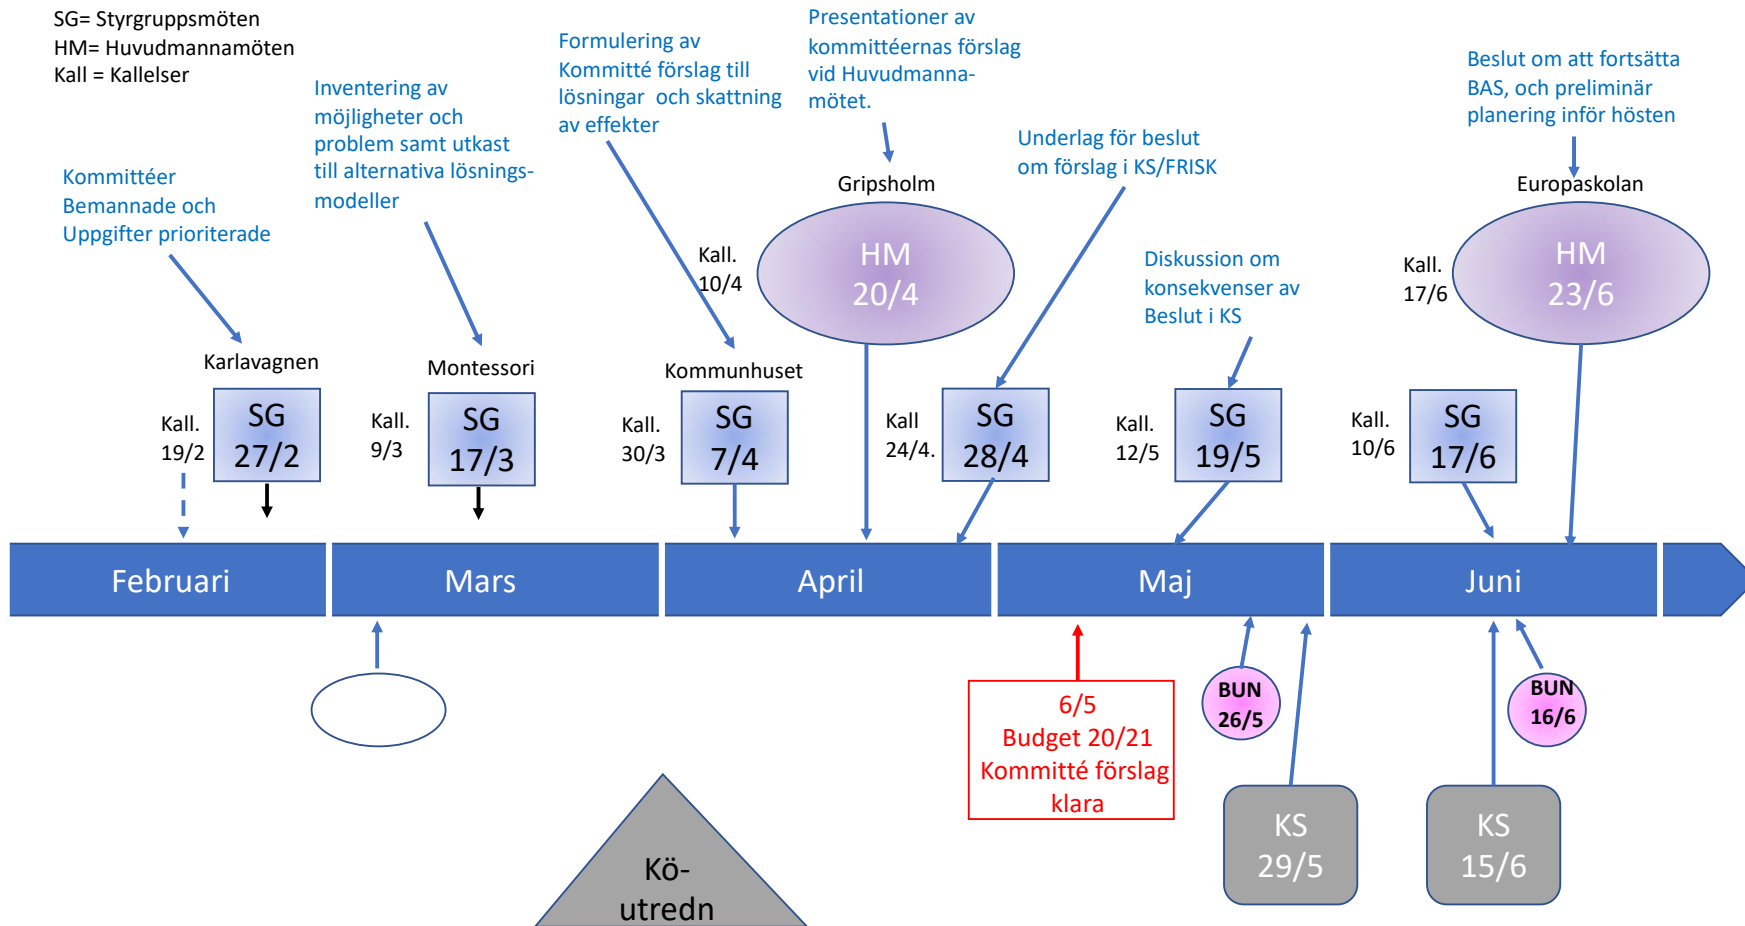 SG= Styrgruppsmöten
HM= Huvudmannamöten
Kall = Kallelser
Kommittéer
Bemannade och
Uppgifter prioriterade
Inventering av
möjligheter och
problem samt utkast
till alternativa lösnings-
modeller
Formulering av
Kommitté förslag till
lösningar och skattning
av effekter
Presentationer av
kommittéernas förslag
vid Huvudmanna-
mötet.
Underlag för beslut
om förslag i KS/FRISK
Diskussion om
konsekvenser av
Beslut i KS
Beslut om att fortsätta
BAS, och preliminär
planering inför hösten
Gripsholm
Kall.
10/4
HM
20/4
Europaskolan
Kall.
17/6
HM
23/6
Karlavagnen
Kall.
19/2
SG
27/2
Montessori
Kall.
9/3
SG
17/3
Kommunhuset
Kall.
30/3
SG
7/4
Kall
24/4.
SG
28/4
Kall.
12/5
SG
19/5
Kall.
10/6
SG
17/6
Februari
Mars
April
Maj
Juni
6/5
Budget 20/21
Kommitté förslag
klara
BUN
26/5
BUN
16/6
KS
29/5
KS
15/6
Kö-
utredn